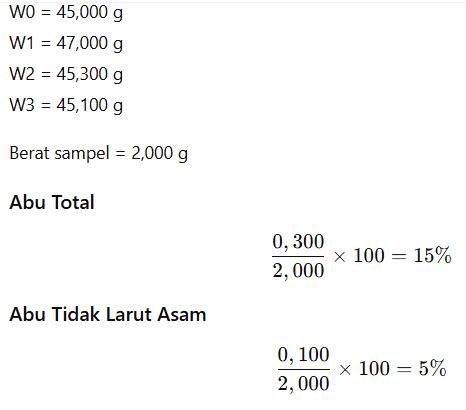 W0 = 45,000 g
W1 = 47,000 g
W2 = 45,300 g
W3 = 45,100 g
Berat sampel = 2,000 g
Abu Total
0,300
2,000 × 100 = 15%
Abu Tidak Larut Asam
0,100
2,000 × 100 = 5%